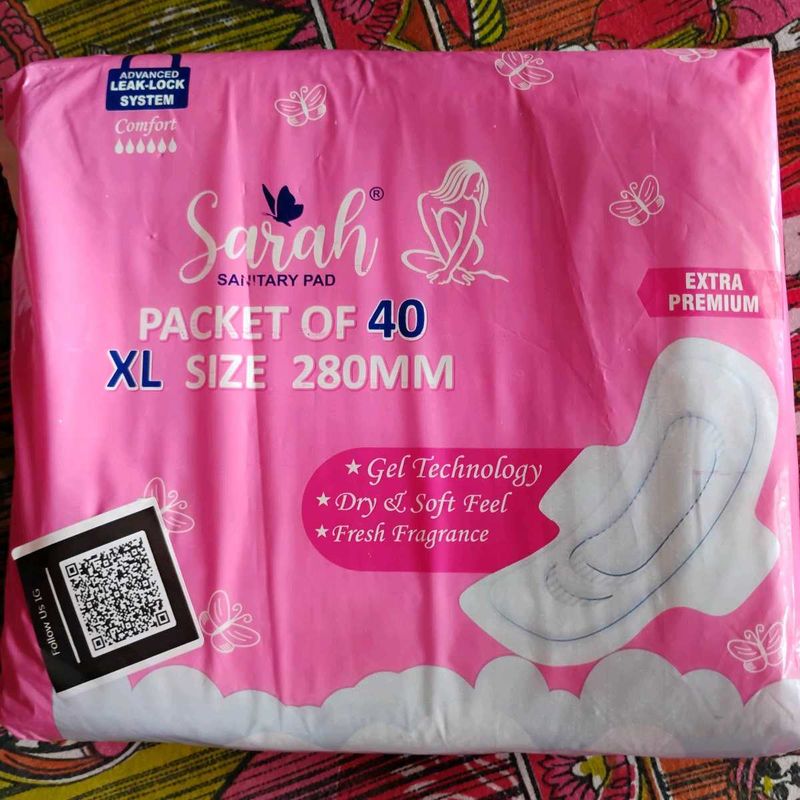 ADVANCED
LEAK-LOCK
SYSTEM
Comfort
Sarah®
SANITARY PAD
PACKET OF 40
XL SIZE 280MM
EXTRA
PREMIUM
★ Gel Technology
★ Dry & Soft Feel
★ Fresh Fragrance
Follow Us IG